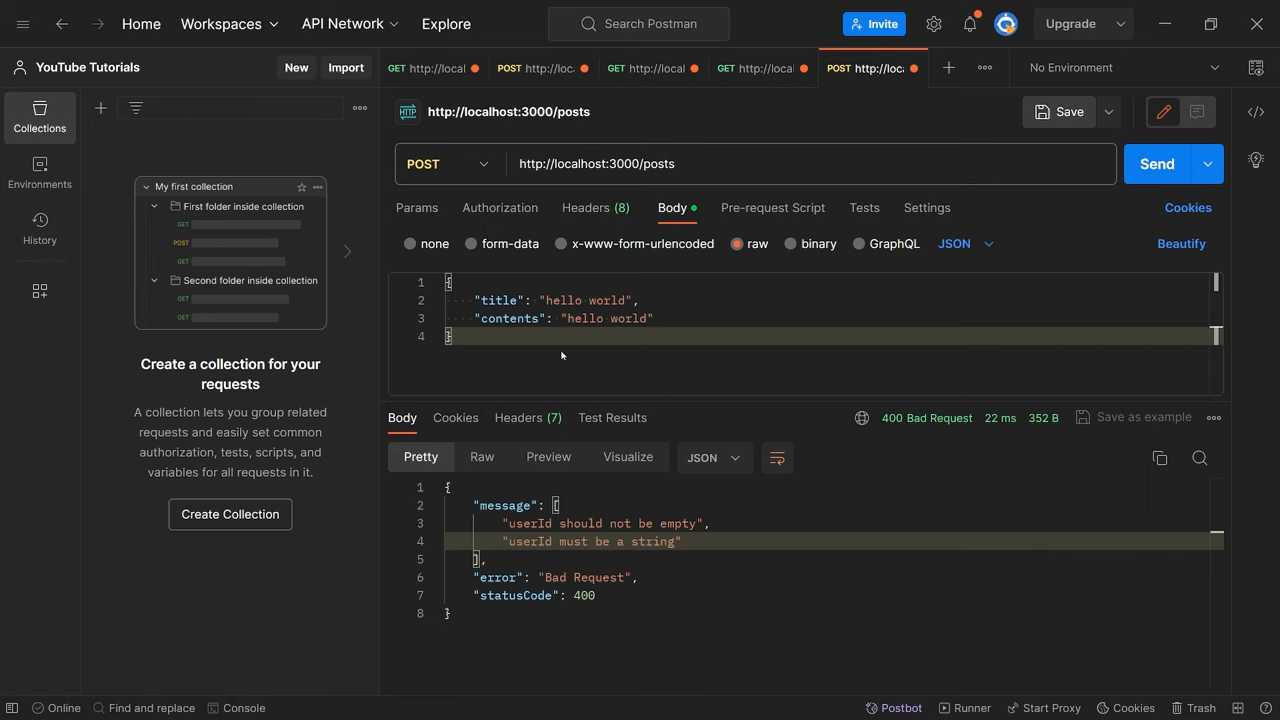 Home Workspaces API Network Explore Search Postman Invite Upgrade
YouTube Tutorials New Import GET http://local POST http://loc GET http://local GET http://local POST http://loc No Environment
Collections
Environments
History
My first collection
First folder inside collection
GET
POST
GET
Second folder inside collection
GET
GET
Create a collection for your
requests
A collection lets you group related
requests and easily set common
authorization, tests, scripts, and
variables for all requests in it.
Create Collection
HTTP http://localhost:3000/posts Save
POST http://localhost:3000/posts Send
Params Authorization Headers (8) Body Pre-request Script Tests Settings Cookies
none form-data x-www-form-urlencoded raw binary GraphQL JSON Beautify
1 {
2 "title": "hello world",
3 "contents": "hello world"
4 }
Body Cookies Headers (7) Test Results 400 Bad Request 22 ms 352 B Save as example
Pretty Raw Preview Visualize JSON
1 {
2 "message": [
3 "userId should not be empty",
4 "userId must be a string"
5 ],
6 "error": "Bad Request",
7 "statusCode": 400
8 }
Online Find and replace Console Postbot Runner Start Proxy Cookies Trash